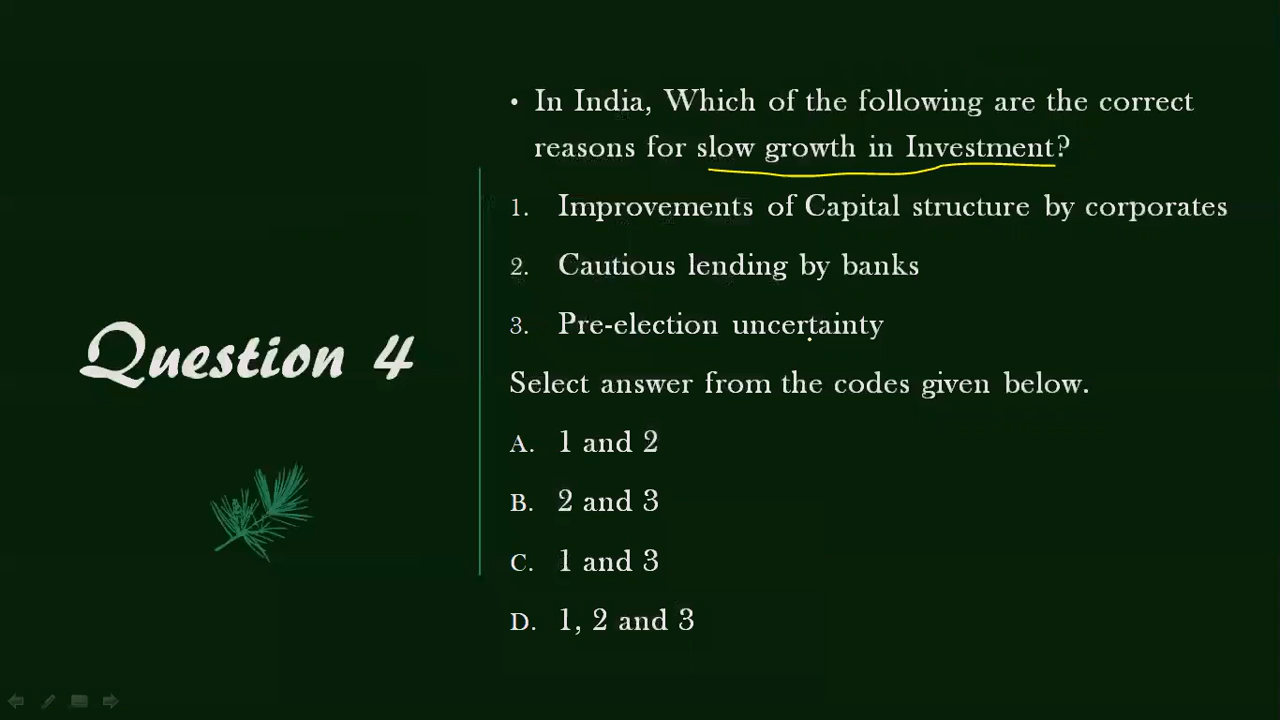 Question 4
• In India, Which of the following are the correct
reasons for slow growth in Investment?
1. Improvements of Capital structure by corporates
2. Cautious lending by banks
3. Pre-election uncertainty
Select answer from the codes given below.
A. 1 and 2
B. 2 and 3
C. 1 and 3
D. 1, 2 and 3